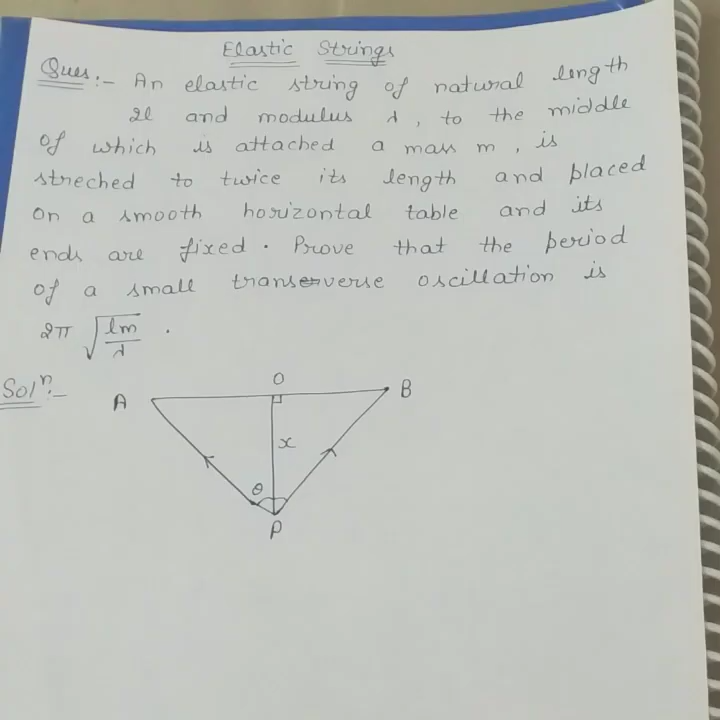 Elastic Strings
Ques:- An elastic string of natural length
2l and modulus λ, to the middle
of which is attached a mass m, is
streched to twice its length and placed
on a smooth horizontal table and its
ends are fixed. Prove that the period
of a small transverse oscillation is
2π √(lm/λ) .
Solⁿ:-
A O B
x
θ
P